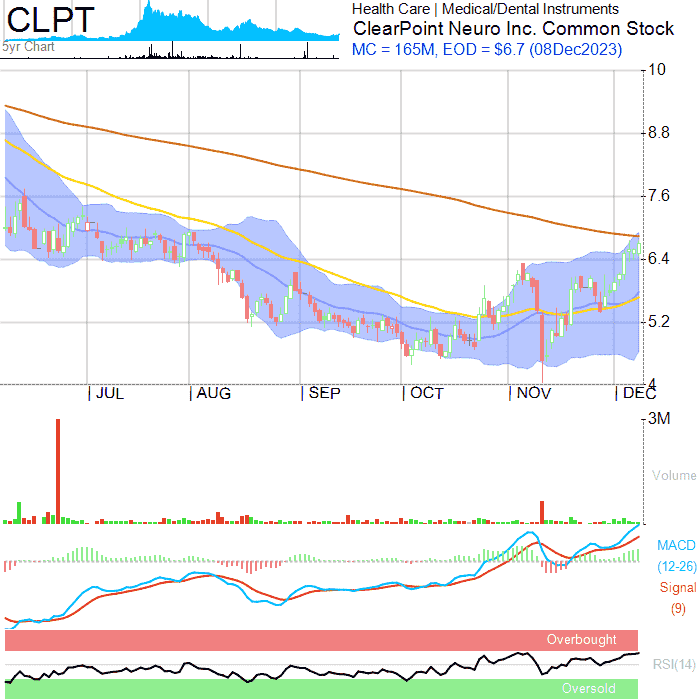 CLPT
5yr Chart
Health Care | Medical/Dental Instruments
ClearPoint Neuro Inc. Common Stock
MC = 165M, EOD = $6.7 (08Dec2023)
10
8.8
7.6
6.4
5.2
4
JUL
AUG
SEP
OCT
NOV
DEC
3M
Volume
MACD
(12-26)
Signal
(9)
Overbought
RSI(14)
Oversold